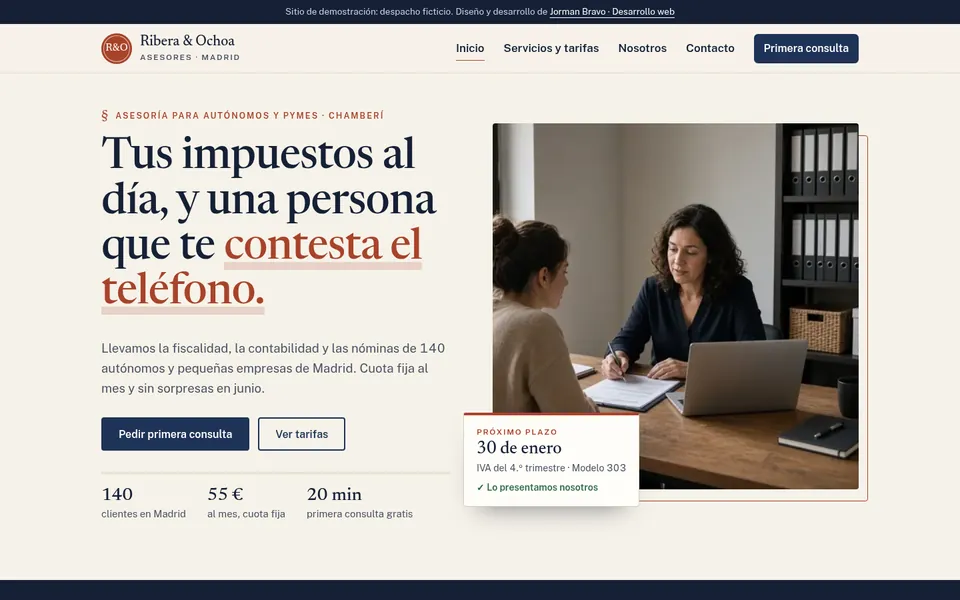 Sitio de demostración: despacho ficticio. Diseño y desarrollo de Jorman Bravo · Desarrollo web
R&O
Ribera & Ochoa
ASESORES · MADRID
Inicio
Servicios y tarifas
Nosotros
Contacto
Primera consulta
§ ASESORÍA PARA AUTÓNOMOS Y PYMES · CHAMBERÍ
Tus impuestos al
día, y una persona
que te contesta el
teléfono.
Llevamos la fiscalidad, la contabilidad y las nóminas de 140
autónomos y pequeñas empresas de Madrid. Cuota fija al
mes y sin sorpresas en junio.
Pedir primera consulta
Ver tarifas
140
clientes en Madrid
55 €
al mes, cuota fija
20 min
primera consulta gratis
PRÓXIMO PLAZO
30 de enero
IVA del 4.º trimestre · Modelo 303
✓ Lo presentamos nosotros